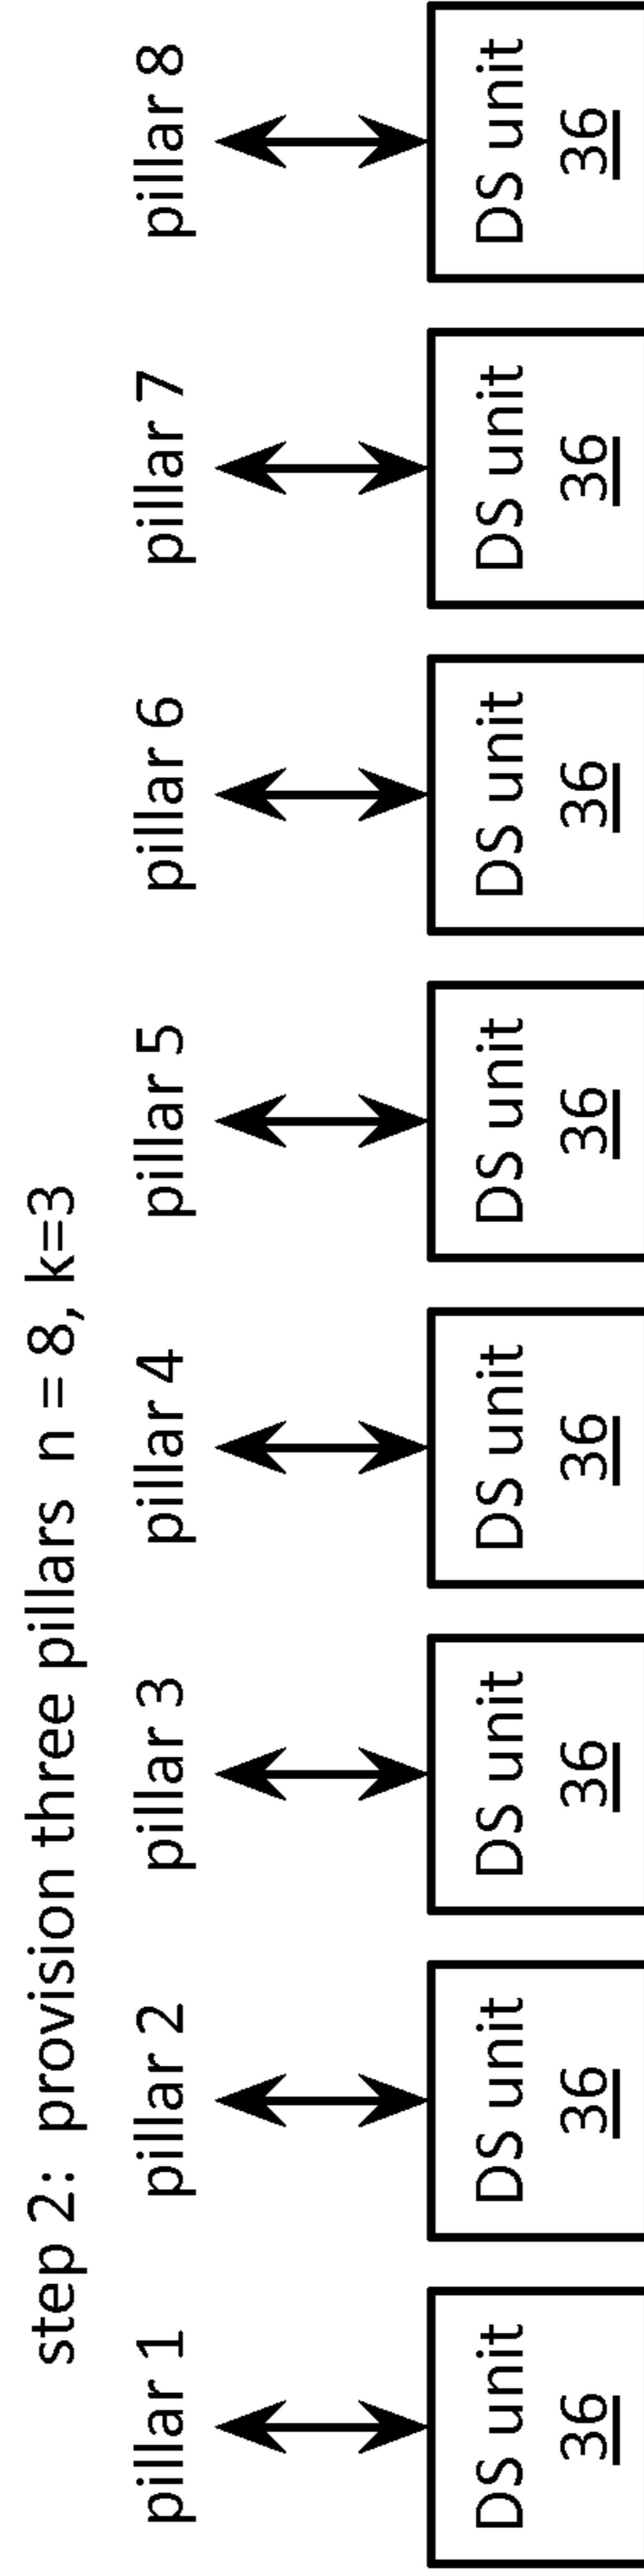 step 2:  provision three pillars  n = 8, k=3
pillar 1
pillar 2
pillar 3
pillar 4
pillar 5
pillar 6
pillar 7
pillar 8
DS unit
36
DS unit
36
DS unit
36
DS unit
36
DS unit
36
DS unit
36
DS unit
36
DS unit
36